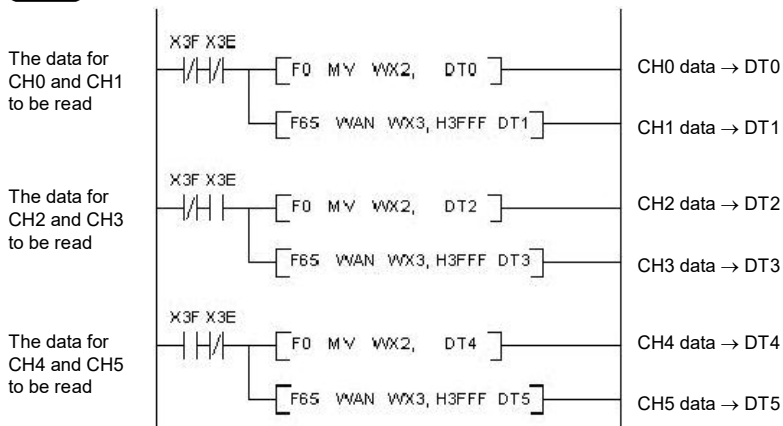 X3F X3E
The data for
CH0 and CH1
to be read
F0 MV WX2, DT0
CH0 data → DT0
F65 WAN WX3, H3FFF DT1
CH1 data → DT1
X3F X3E
The data for
CH2 and CH3
to be read
F0 MV WX2, DT2
CH2 data → DT2
F65 WAN WX3, H3FFF DT3
CH3 data → DT3
X3F X3E
The data for
CH4 and CH5
to be read
F0 MV WX2, DT4
CH4 data → DT4
F65 WAN WX3, H3FFF DT5
CH5 data → DT5